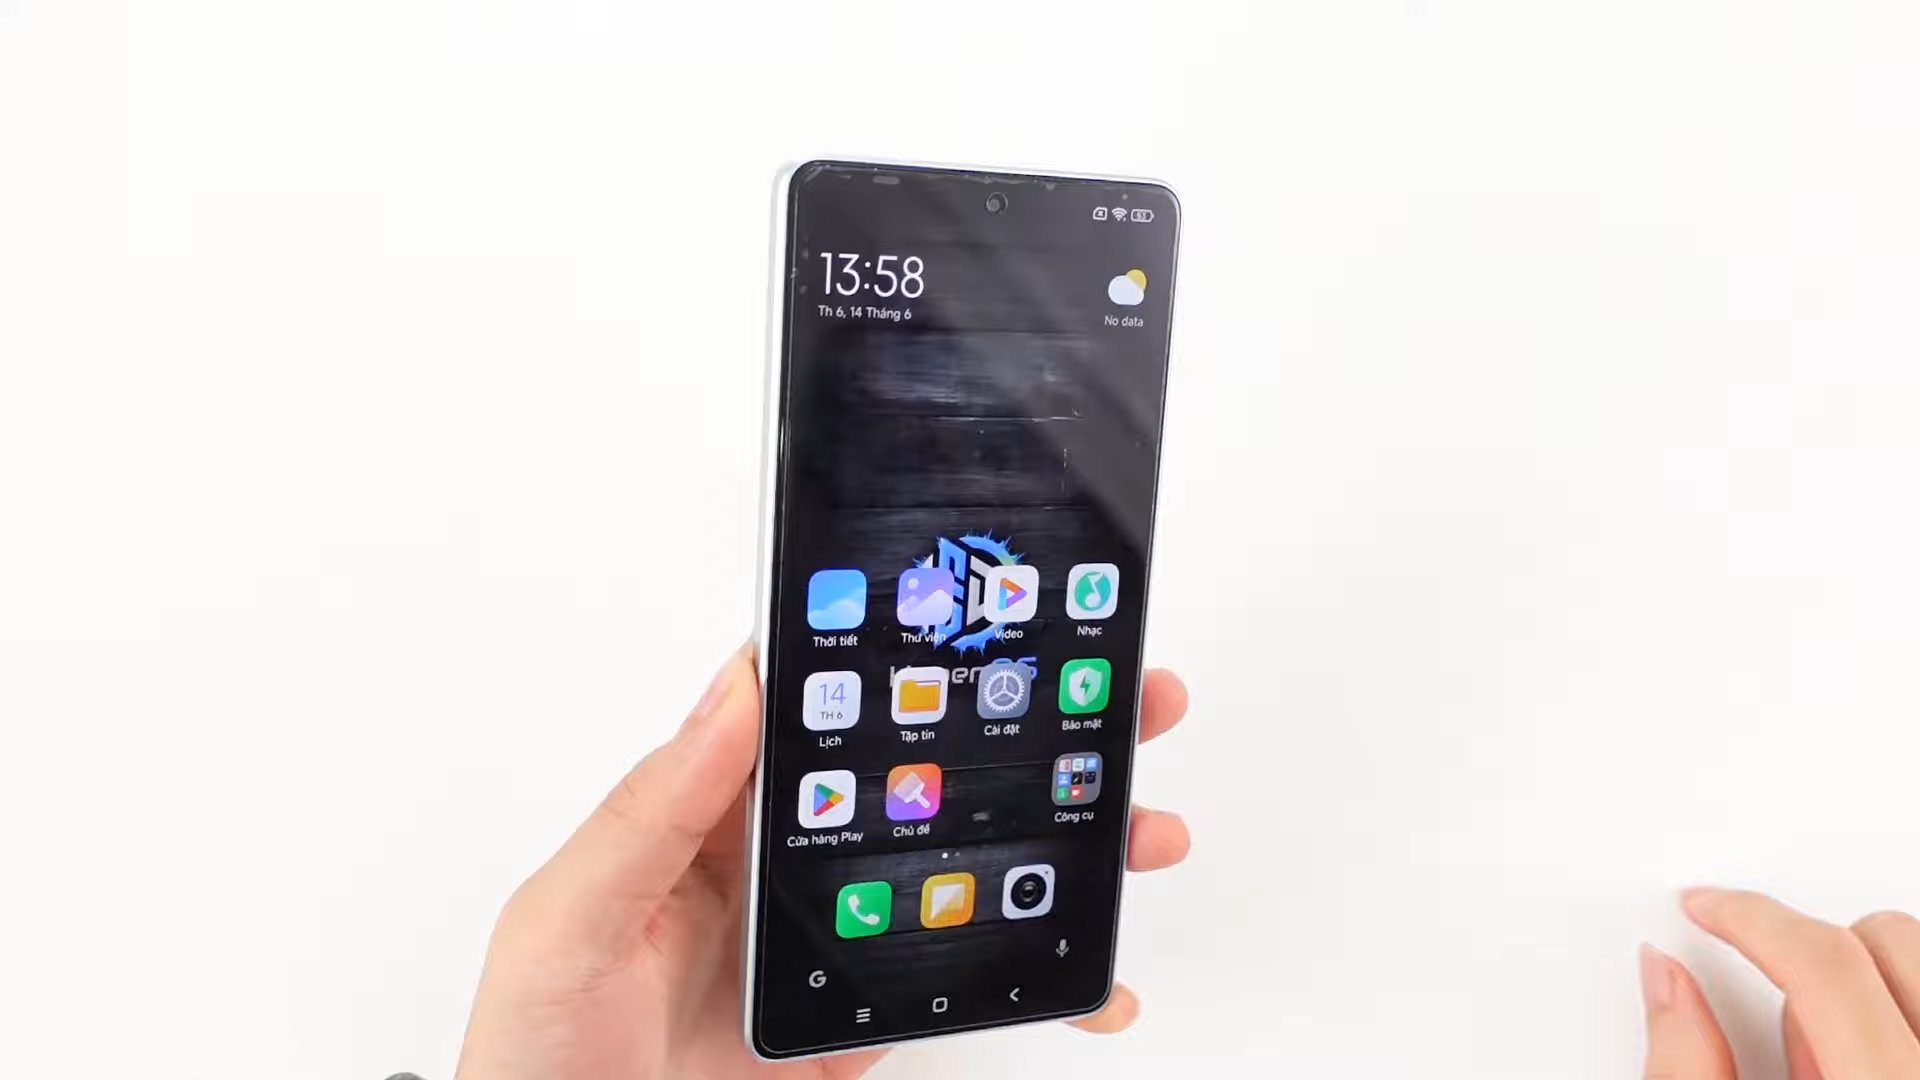 63
13:58
Th 6, 14 Tháng 6
No data
Thời tiết
Thư viện
Video
Nhạc
14
TH 6
Lịch
Tập tin
Cài đặt
Bảo mật
Cửa hàng Play
Chủ đề
Công cụ
G